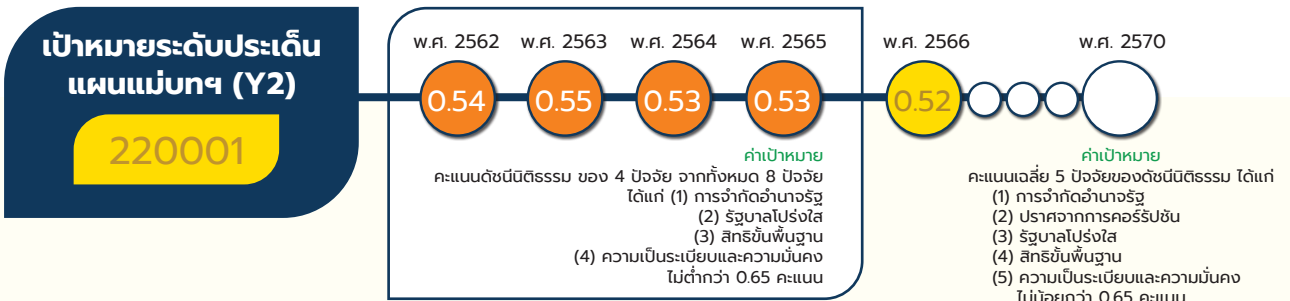 เป้าหมายระดับประเด็น
แผนแม่บทฯ (Y2)
220001
พ.ศ. 2562 พ.ศ. 2563 พ.ศ. 2564 พ.ศ. 2565
0.54 0.55 0.53 0.53
ค่าเป้าหมาย
คะแนนดัชนีนิติธรรม ของ 4 ปัจจัย จากทั้งหมด 8 ปัจจัย
ได้แก่ (1) การจำกัดอำนาจรัฐ
(2) รัฐบาลโปร่งใส
(3) สิทธิขั้นพื้นฐาน
(4) ความเป็นระเบียบและความมั่นคง
ไม่ต่ำกว่า 0.65 คะแนน
พ.ศ. 2566 พ.ศ. 2570
0.52
ค่าเป้าหมาย
คะแนนเฉลี่ย 5 ปัจจัยของดัชนีนิติธรรม ได้แก่
(1) การจำกัดอำนาจรัฐ
(2) ปราศจากการคอร์รัปชัน
(3) รัฐบาลโปร่งใส
(4) สิทธิขั้นพื้นฐาน
(5) ความเป็นระเบียบและความมั่นคง
ไม่น้อยกว่า 0.65 คะแนน